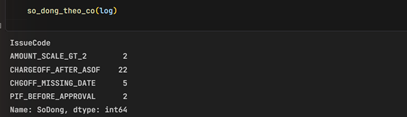 so_dong_theo_co(log)
IssueCode
AMOUNT_SCALE_GT_2 2
CHARGEOFF_AFTER_ASOF 22
CHGOFF_MISSING_DATE 5
PIF_BEFORE_APPROVAL 2
Name: SoDong, dtype: int64